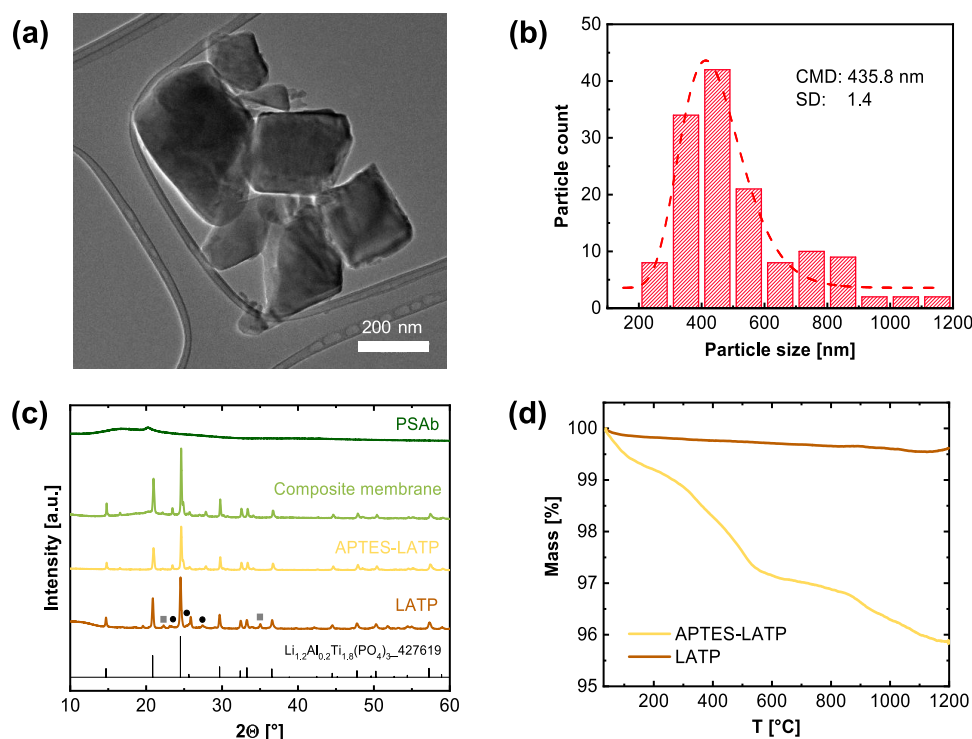 (a)
200 nm
(b)
CMD: 435.8 nm
SD: 1.4
Particle count
50
40
30
20
10
0
200 400 600 800 1000 1200
Particle size [nm]
(c)
PSAb
Composite membrane
APTES-LATP
LATP
Li1.2Al0.2Ti1.8(PO4)3_427619
Intensity [a.u.]
10 20 30 40 50 60
2Θ [°]
(d)
100
99
98
97
96
95
Mass [%]
APTES-LATP
LATP
200 400 600 800 1000 1200
T [°C]